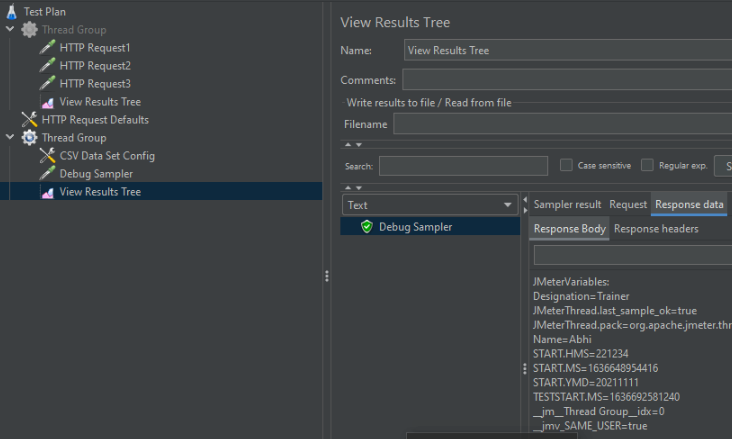 Test Plan
Thread Group
HTTP Request1
HTTP Request2
HTTP Request3
View Results Tree
HTTP Request Defaults
Thread Group
CSV Data Set Config
Debug Sampler
View Results Tree
View Results Tree
Name: View Results Tree
Comments:
Write results to file / Read from file
Filename
Search: Case sensitive Regular exp. S
Text
Debug Sampler
Sampler result Request Response data
Response Body Response headers
JMeterVariables:
Designation=Trainer
JMeterThread.last_sample_ok=true
JMeterThread.pack=org.apache.jmeter.thr
Name=Abhi
START.HMS=221234
START.MS=1636648954416
START.YMD=20211111
TESTSTART.MS=1636692581240
__jm__Thread Group__idx=0
__jmv_SAME_USER=true